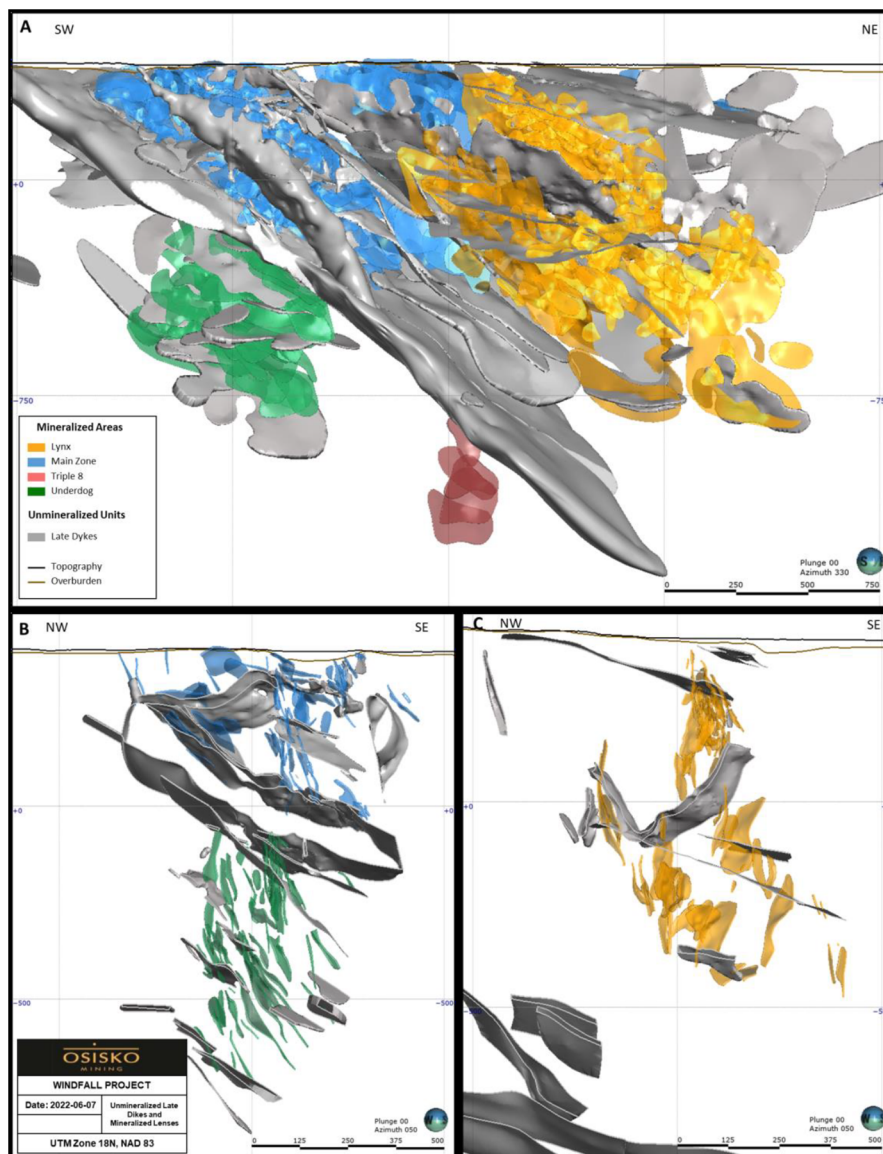 A
SW
NE
+0
+
-750
-75
Mineralized Areas
Lynx
Main Zone
Triple 8
Underdog
Unmineralized Units
Late Dykes
Topography
Overburden
Plunge 00
Azimuth 330
0 250 500 750
B
NW
SE
+0
-500
OSISKO
MINING
WINDFALL PROJECT
Date: 2022-06-07
Unmineralized Late
Dikes and
Mineralized Lenses
UTM Zone 18N, NAD 83
Plunge 00
Azimuth 050
0 125 250 375 500
C
NW
SE
+0
Plunge 00
Azimuth 050
0 125 250 375 500